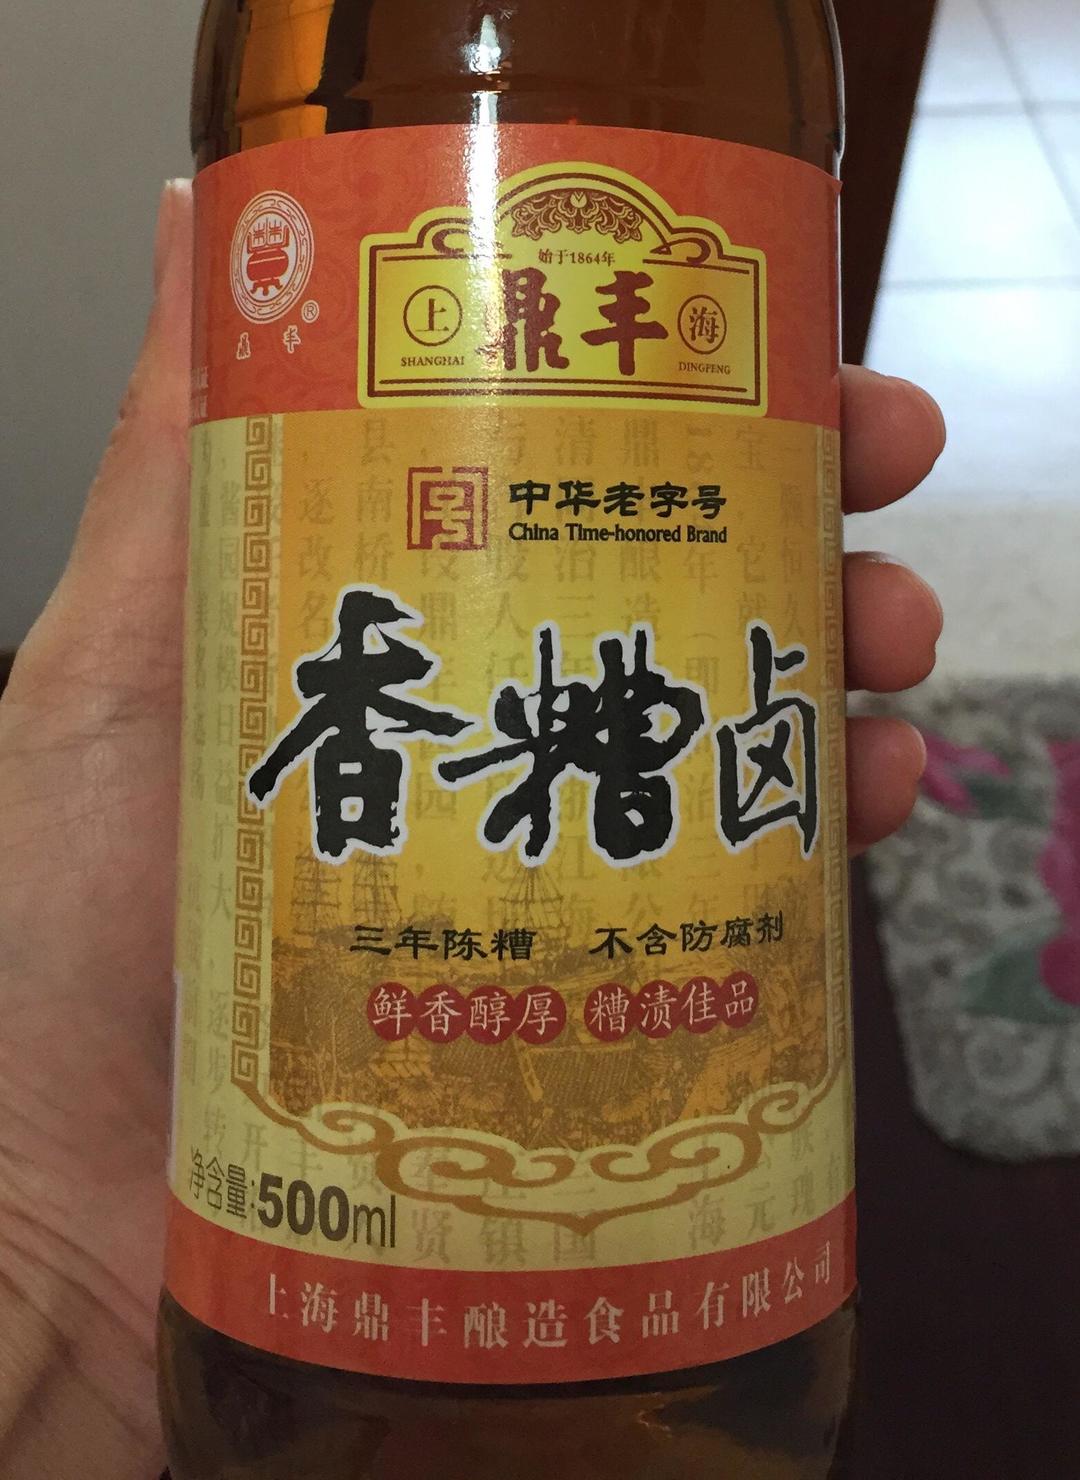 始于1864年
上 鼎丰 海
SHANGHAI DINGFENG
鼎丰
®
中华老字号
China Time-honored Brand
香糟卤
三年陈糟 不含防腐剂
鲜香醇厚 糟渍佳品
净含量:500ml
上海鼎丰酿造食品有限公司